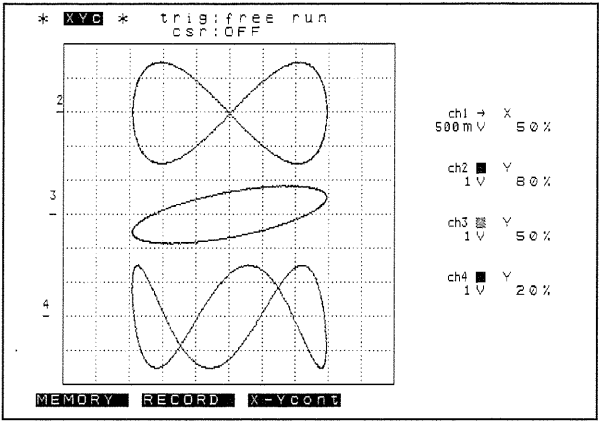 * XYc * trig:free run
csr:OFF
2
3
4
ch1 → X
500mV 50%
ch2 ■ Y
1V 80%
ch3 ▒ Y
1V 50%
ch4 ■ Y
1V 20%
MEMORY RECORD X-Ycont